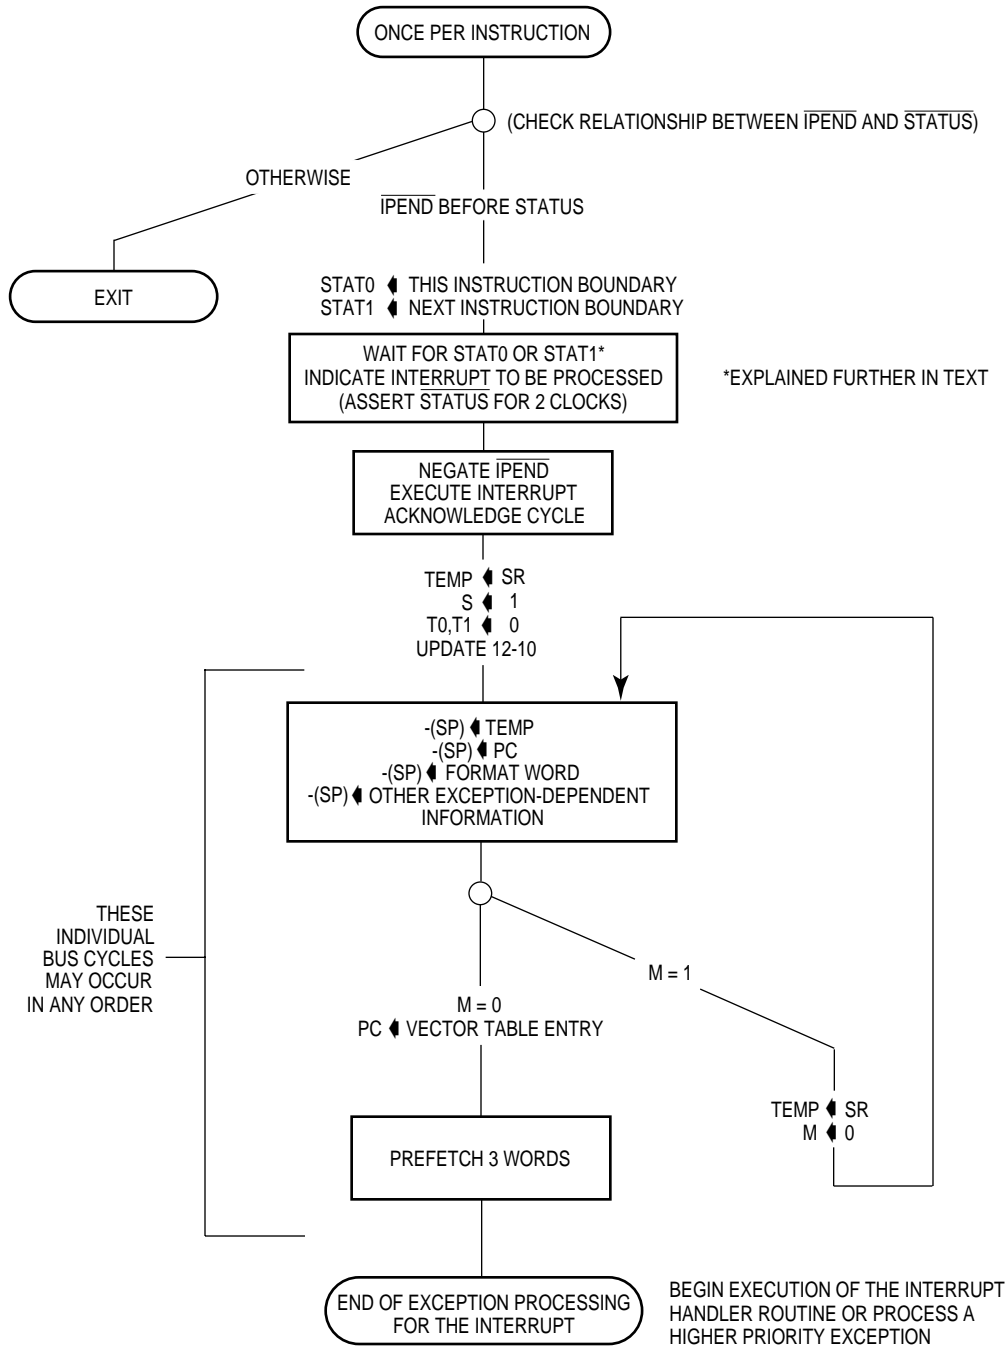 ONCE PER INSTRUCTION
(CHECK RELATIONSHIP BETWEEN IPEND AND STATUS)
OTHERWISE
IPEND BEFORE STATUS
EXIT
STAT0 THIS INSTRUCTION BOUNDARY
STAT1 NEXT INSTRUCTION BOUNDARY
WAIT FOR STAT0 OR STAT1*
INDICATE INTERRUPT TO BE PROCESSED
(ASSERT STATUS FOR 2 CLOCKS)
*EXPLAINED FURTHER IN TEXT
NEGATE IPEND
EXECUTE INTERRUPT
ACKNOWLEDGE CYCLE
TEMP SR
S 1
T0,T1 0
UPDATE 12-10
-(SP) TEMP
-(SP) PC
-(SP) FORMAT WORD
-(SP) OTHER EXCEPTION-DEPENDENT
INFORMATION
THESE
INDIVIDUAL
BUS CYCLES
MAY OCCUR
IN ANY ORDER
M = 1
M = 0
PC VECTOR TABLE ENTRY
TEMP SR
M 0
PREFETCH 3 WORDS
END OF EXCEPTION PROCESSING
FOR THE INTERRUPT
BEGIN EXECUTION OF THE INTERRUPT
HANDLER ROUTINE OR PROCESS A
HIGHER PRIORITY EXCEPTION